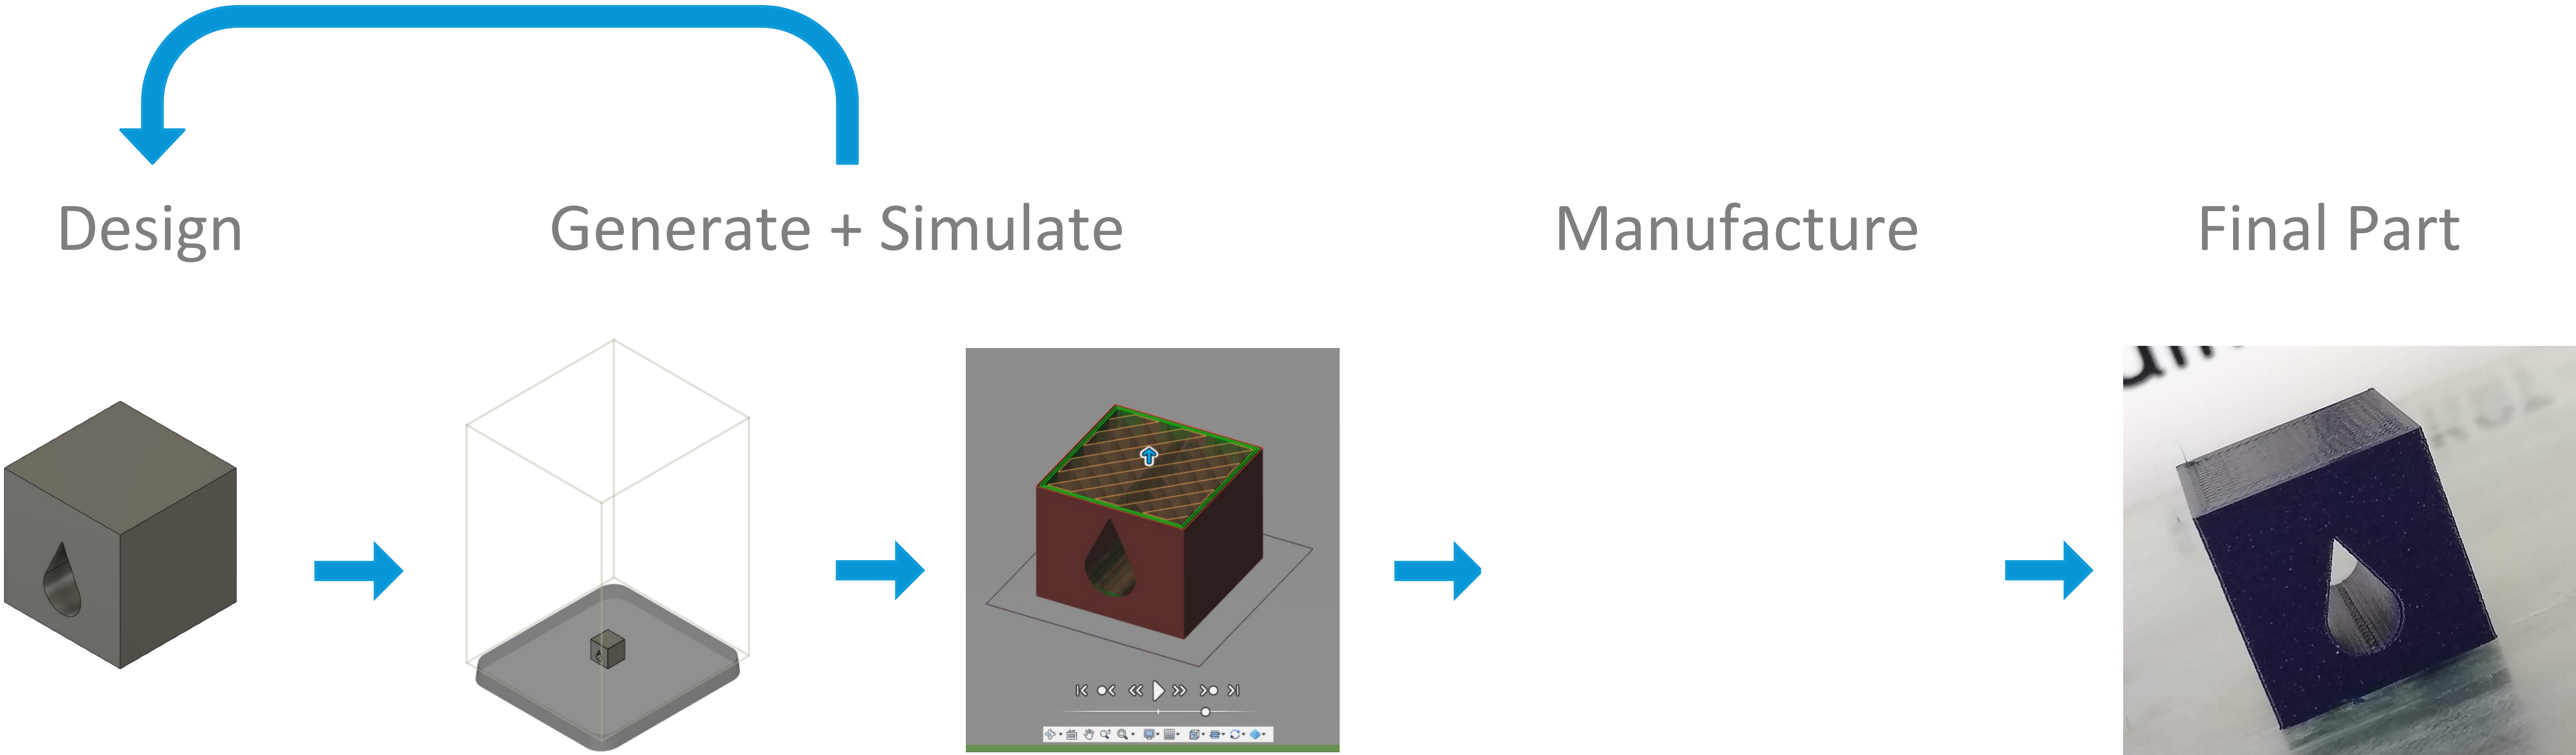 Design
Generate + Simulate
Manufacture
Final Part